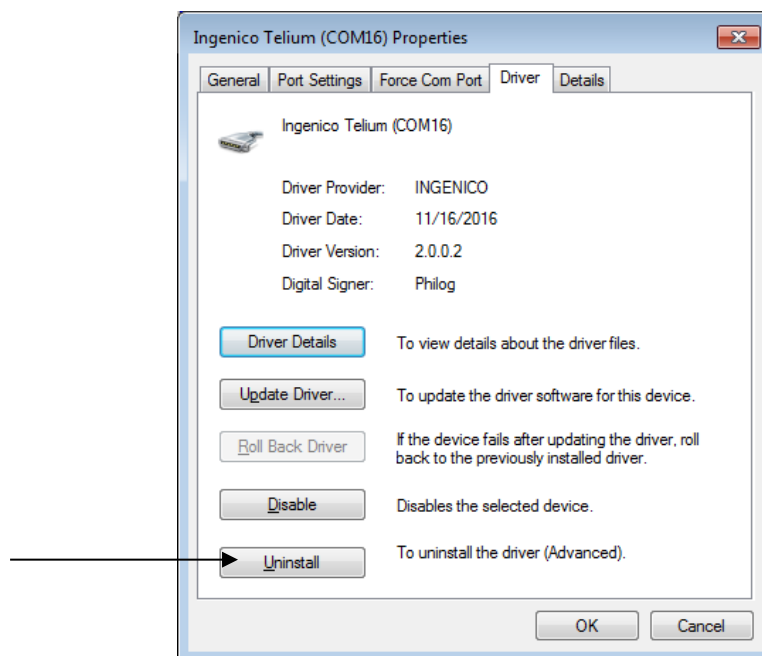 Ingenico Telium (COM16) Properties
General Port Settings Force Com Port Driver Details
Ingenico Telium (COM16)
Driver Provider: INGENICO
Driver Date: 11/16/2016
Driver Version: 2.0.0.2
Digital Signer: Philog
Driver Details To view details about the driver files.
Update Driver... To update the driver software for this device.
Roll Back Driver If the device fails after updating the driver, roll
back to the previously installed driver.
Disable Disables the selected device.
Uninstall To uninstall the driver (Advanced).
OK Cancel